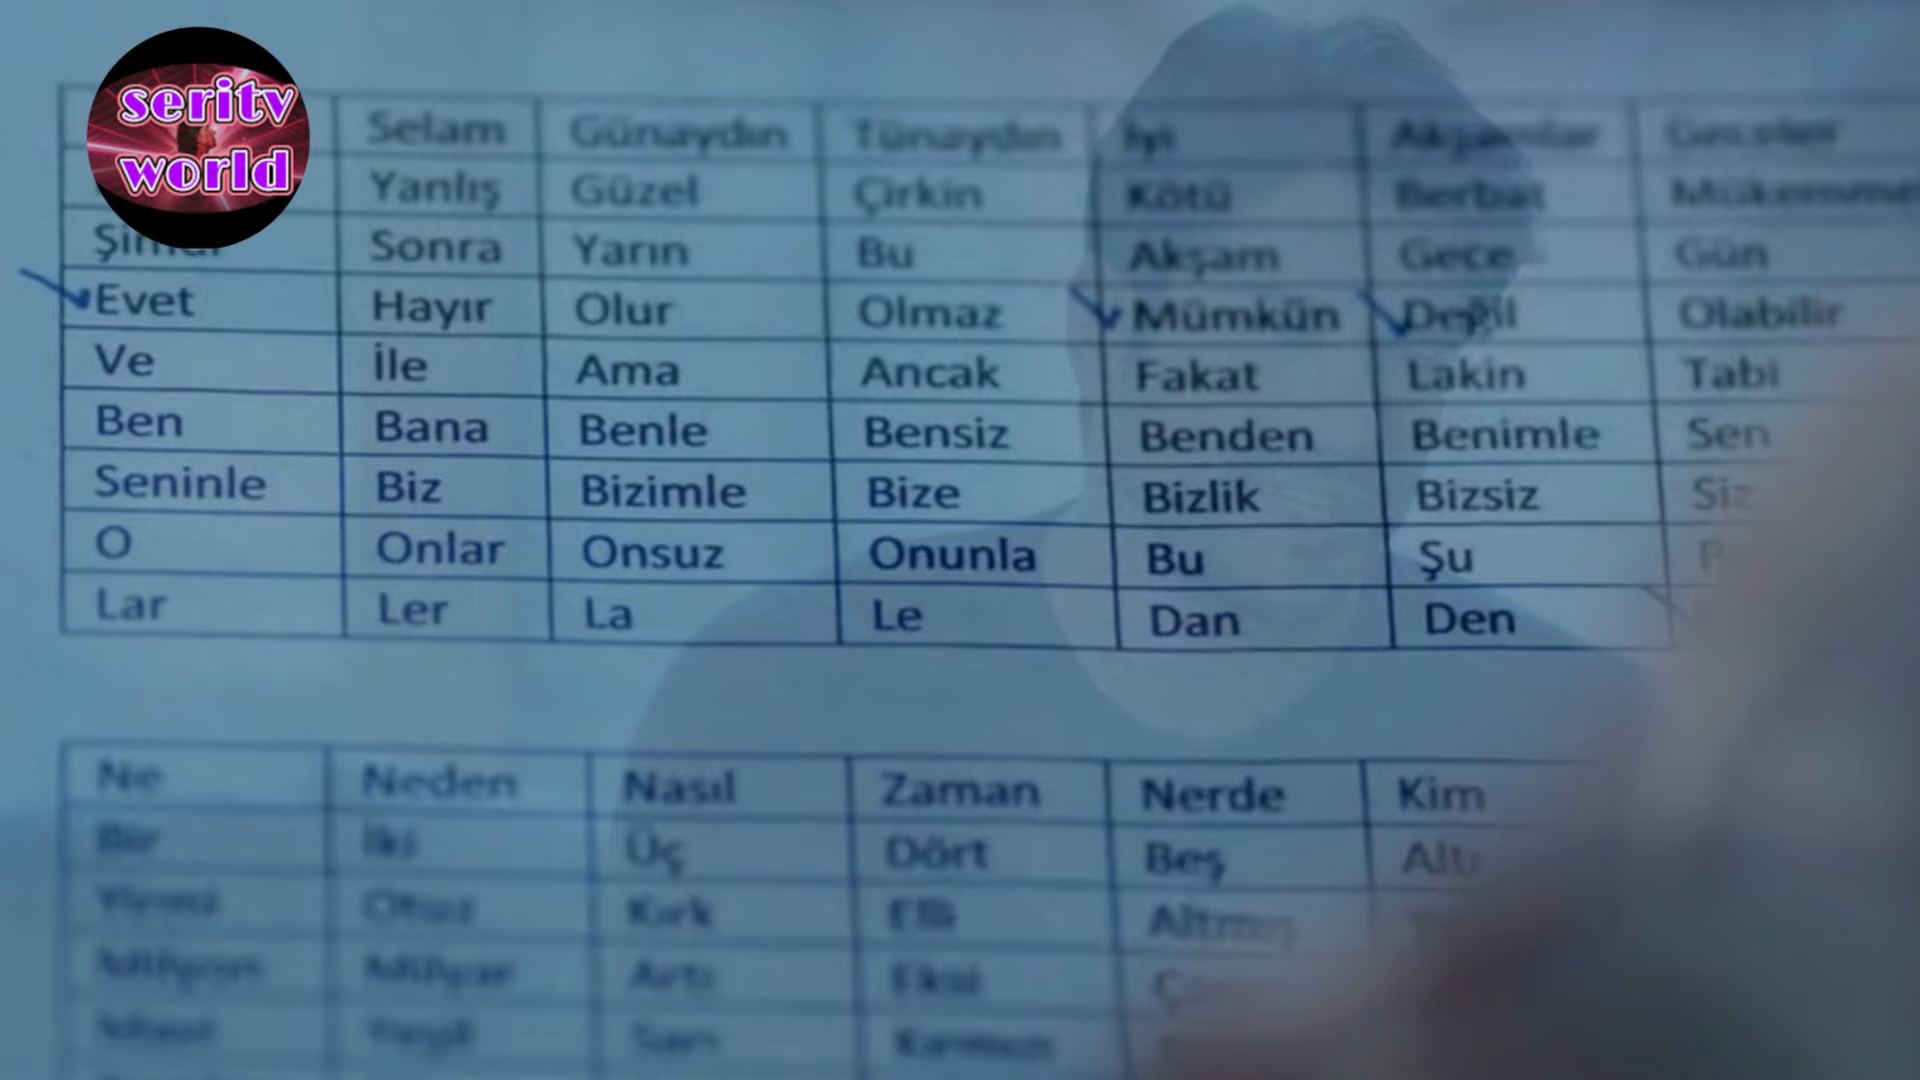 seritv
world
Selam Günaydın Tünaydın İyi Akşamlar Geceler
Yanlış Güzel Çirkin Kötü Berbat
Sonra Yarın Bu Akşam Gece Gün
Evet Hayır Olur Olmaz Mümkün Değil Olabilir
Ve İle Ama Ancak Fakat Lakin Tabi
Ben Bana Benle Bensiz Benden Benimle Sen
Seninle Biz Bizimle Bize Bizlik Bizsiz Siz
O Onlar Onsuz Onunla Bu Şu
Lar Ler La Le Dan Den
Ne Neden Nasıl Zaman Nerde Kim
Bir İki Üç Dört Beş Altı
Yirmi Otuz Kırk Elli Altmış
Milyon Milyar Artı Eksi
Mavi Yeşil Sarı Kırmızı